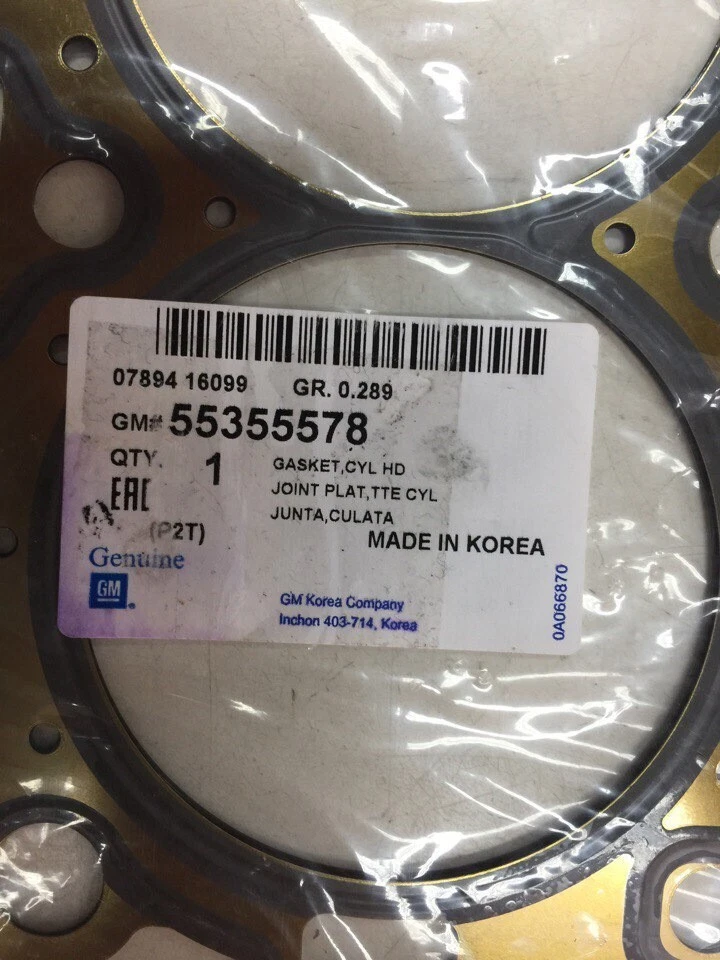 07894 16099 GR. 0.289
GM# 55355578
QTY. 1
GASKET,CYL HD
JOINT PLAT,TTE CYL
JUNTA,CULATA
EAC
(P2T)
MADE IN KOREA
Genuine
GM
GM Korea Company
Inchon 403-714, Korea
0A066870